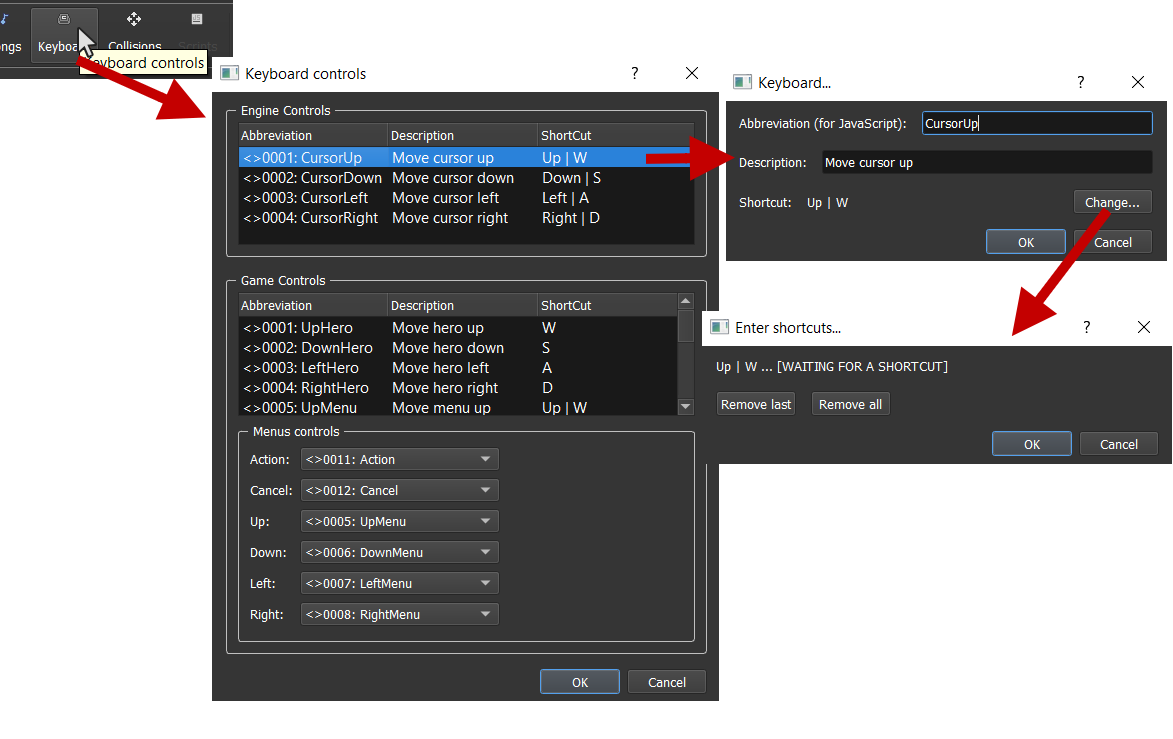 ngs Keyboa Collisions Scripts
eyboard controls
Keyboard controls ?
Engine Controls
Abbreviation Description ShortCut
<>0001: CursorUp Move cursor up Up | W
<>0002: CursorDown Move cursor down Down | S
<>0003: CursorLeft Move cursor left Left | A
<>0004: CursorRight Move cursor right Right | D
Game Controls
Abbreviation Description ShortCut
<>0001: UpHero Move hero up W
<>0002: DownHero Move hero down S
<>0003: LeftHero Move hero left A
<>0004: RightHero Move hero right D
<>0005: UpMenu Move menu up Up | W
Menus controls
Action: <>0011: Action
Cancel: <>0012: Cancel
Up: <>0005: UpMenu
Down: <>0006: DownMenu
Left: <>0007: LeftMenu
Right: <>0008: RightMenu
OK Cancel
Keyboard... ?
Abbreviation (for JavaScript): CursorUp
Description: Move cursor up
Shortcut: Up | W Change...
OK Cancel
Enter shortcuts... ?
Up | W ... [WAITING FOR A SHORTCUT]
Remove last Remove all
OK Cancel